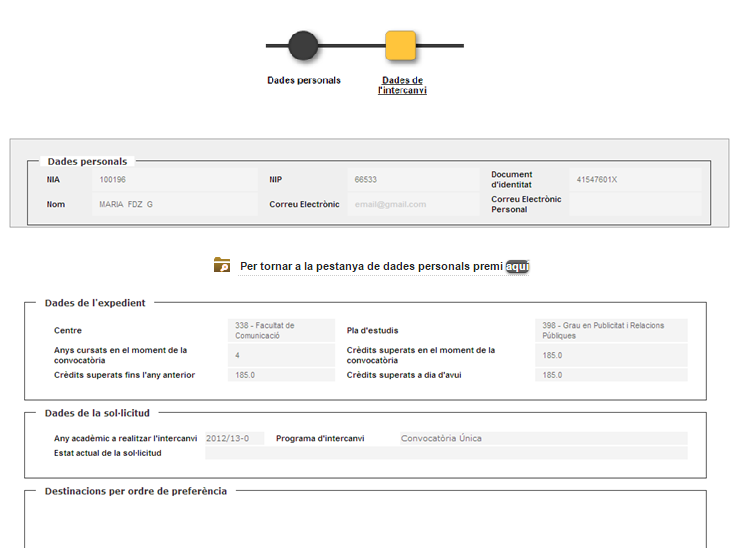 Dades personals
Dades de
l'intercanvi
Dades personals
NIA 100196 NIP 66533 Document d'identitat 41547601X
Nom MARIA FDZ G Correu Electrònic email@gmail.com Correu Electrònic Personal
Per tornar a la pestanya de dades personals premi aquí
Dades de l'expedient
Centre 338 - Facultat de Comunicació Pla d'estudis 398 - Grau en Publicitat i Relacions Públiques
Anys cursats en el moment de la convocatòria 4 Crèdits superats en el moment de la convocatòria 185.0
Crèdits superats fins l'any anterior 185.0 Crèdits superats a dia d'avui 185.0
Dades de la sol·licitud
Any acadèmic a realitzar l'intercanvi 2012/13-0 Programa d'intercanvi Convocatòria Única
Estat actual de la sol·licitud
Destinacions per ordre de preferència